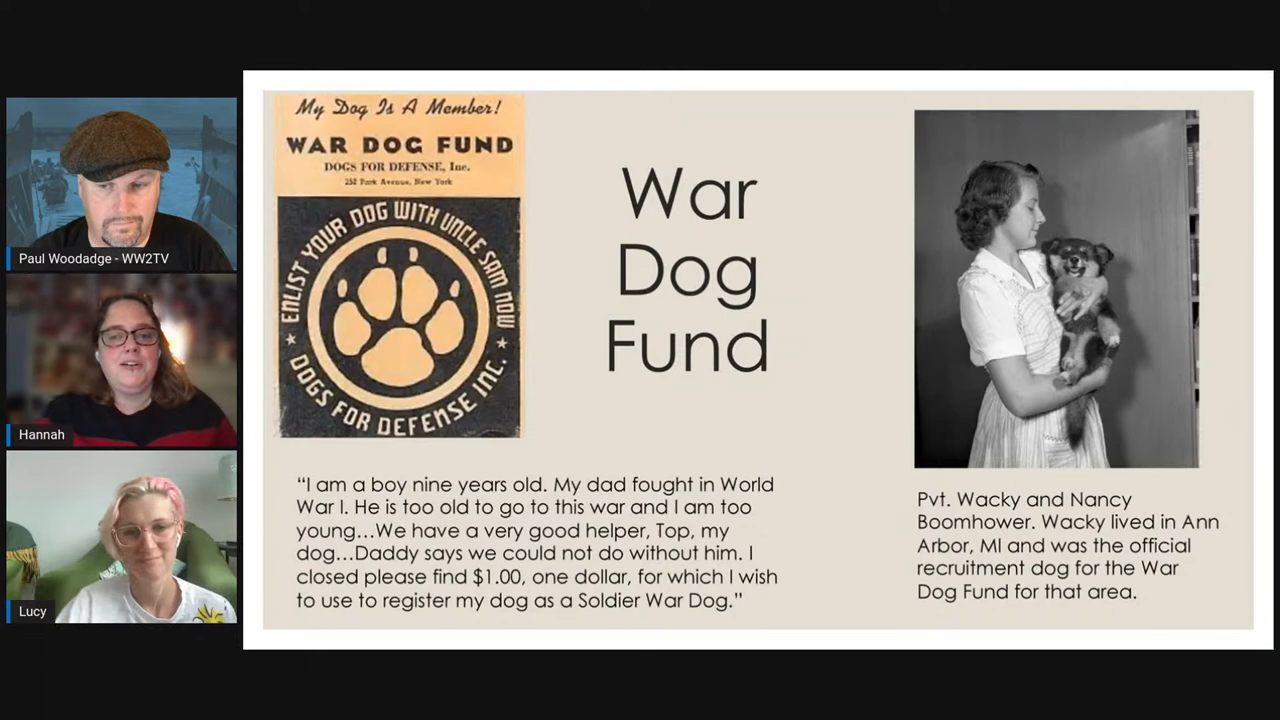 Paul Woodadge - WW2TV
Hannah
Lucy
My Dog Is A Member!
WAR DOG FUND
DOGS FOR DEFENSE, Inc.
250 Park Avenue, New York
ENLIST YOUR DOG WITH UNCLE SAM NOW
★ DOGS FOR DEFENSE INC. ★
War
Dog
Fund
“I am a boy nine years old. My dad fought in World
War I. He is too old to go to this war and I am too
young…We have a very good helper, Top, my
dog…Daddy says we could not do without him. I
closed please find $1.00, one dollar, for which I wish
to use to register my dog as a Soldier War Dog.”
Pvt. Wacky and Nancy
Boomhower. Wacky lived in Ann
Arbor, MI and was the official
recruitment dog for the War
Dog Fund for that area.